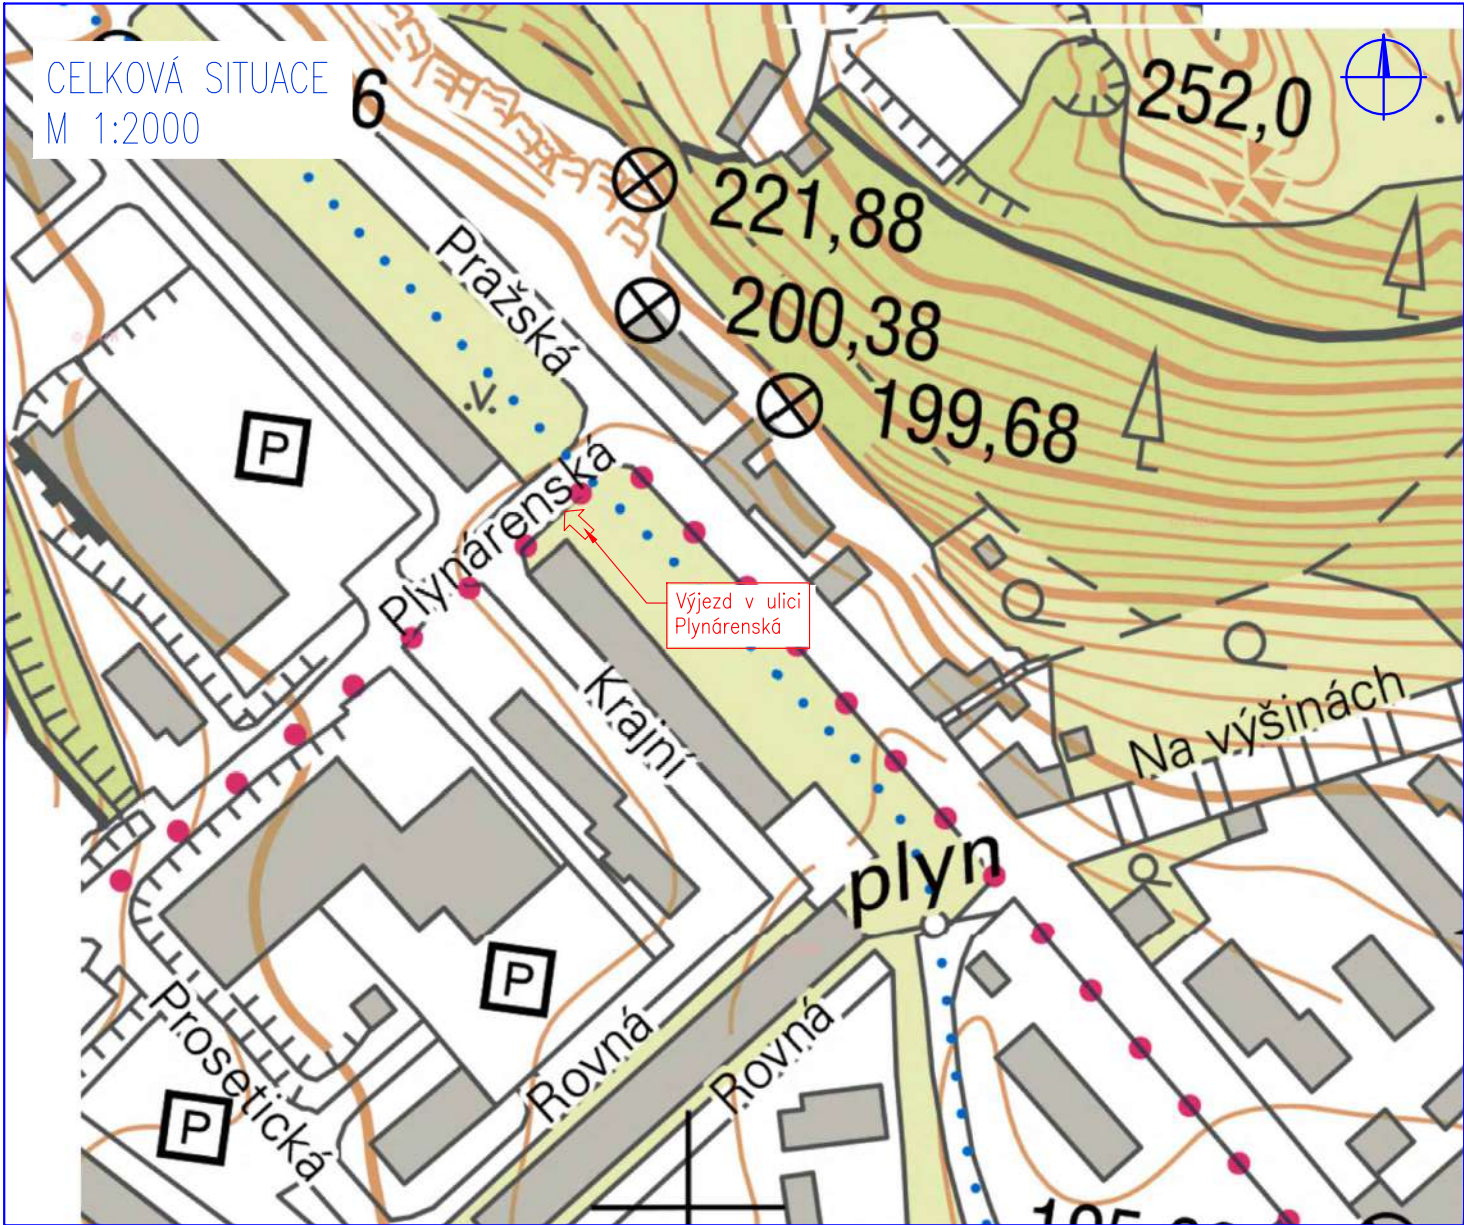 CELKOVÁ SITUACE
M 1:2000
6
252,0
221,88
200,38
199,68
Pražská
P
Plynárenská
Výjezd v ulici
Plynárenská
Krajní
Na výšinách
plyn
P
Rovná
Rovná
Prosetická
P